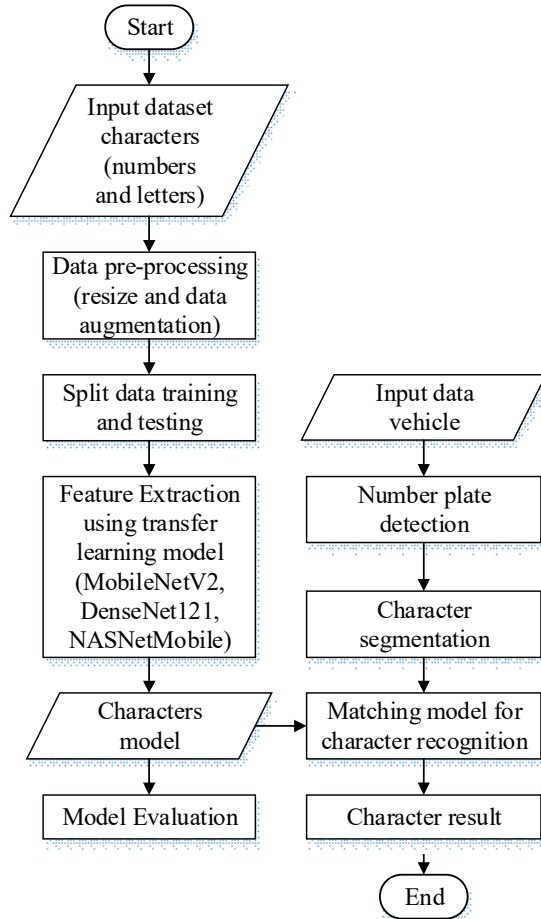 Start
Input dataset
characters
(numbers
and letters)
Data pre-processing
(resize and data
augmentation)
Split data training
and testing
Feature Extraction
using transfer
learning model
(MobileNetV2,
DenseNet121,
NASNetMobile)
Characters
model
Model Evaluation
Input data
vehicle
Number plate
detection
Character
segmentation
Matching model for
character recognition
Character result
End